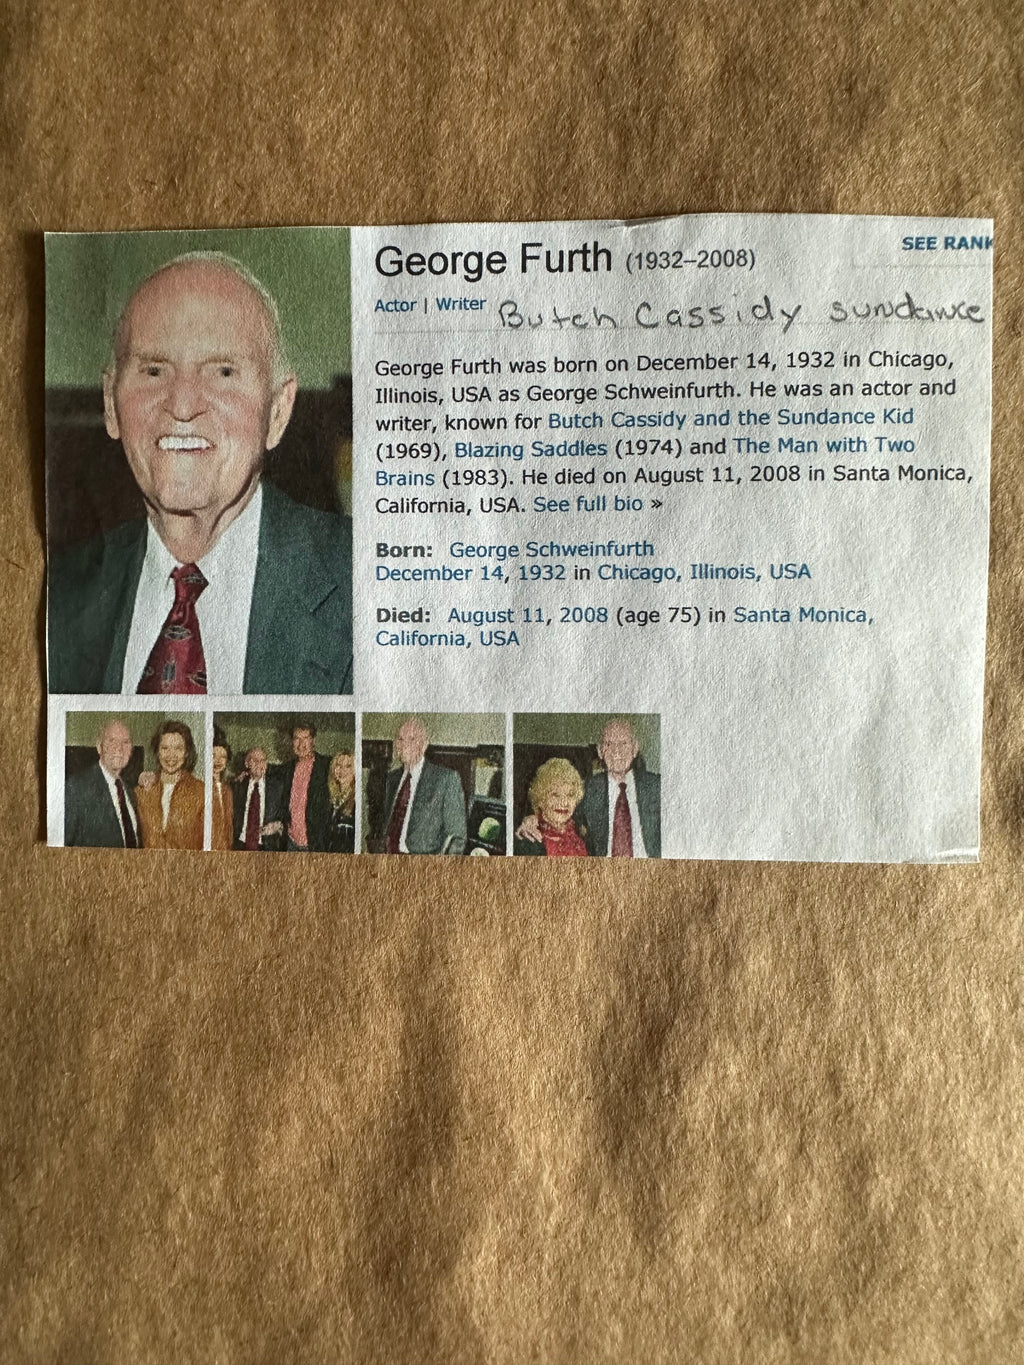 George Furth (1932–2008)
SEE RANK
Actor | Writer Butch Cassidy sundance
George Furth was born on December 14, 1932 in Chicago,
Illinois, USA as George Schweinfurth. He was an actor and
writer, known for Butch Cassidy and the Sundance Kid
(1969), Blazing Saddles (1974) and The Man with Two
Brains (1983). He died on August 11, 2008 in Santa Monica,
California, USA. See full bio »
Born: George Schweinfurth
December 14, 1932 in Chicago, Illinois, USA
Died: August 11, 2008 (age 75) in Santa Monica,
California, USA